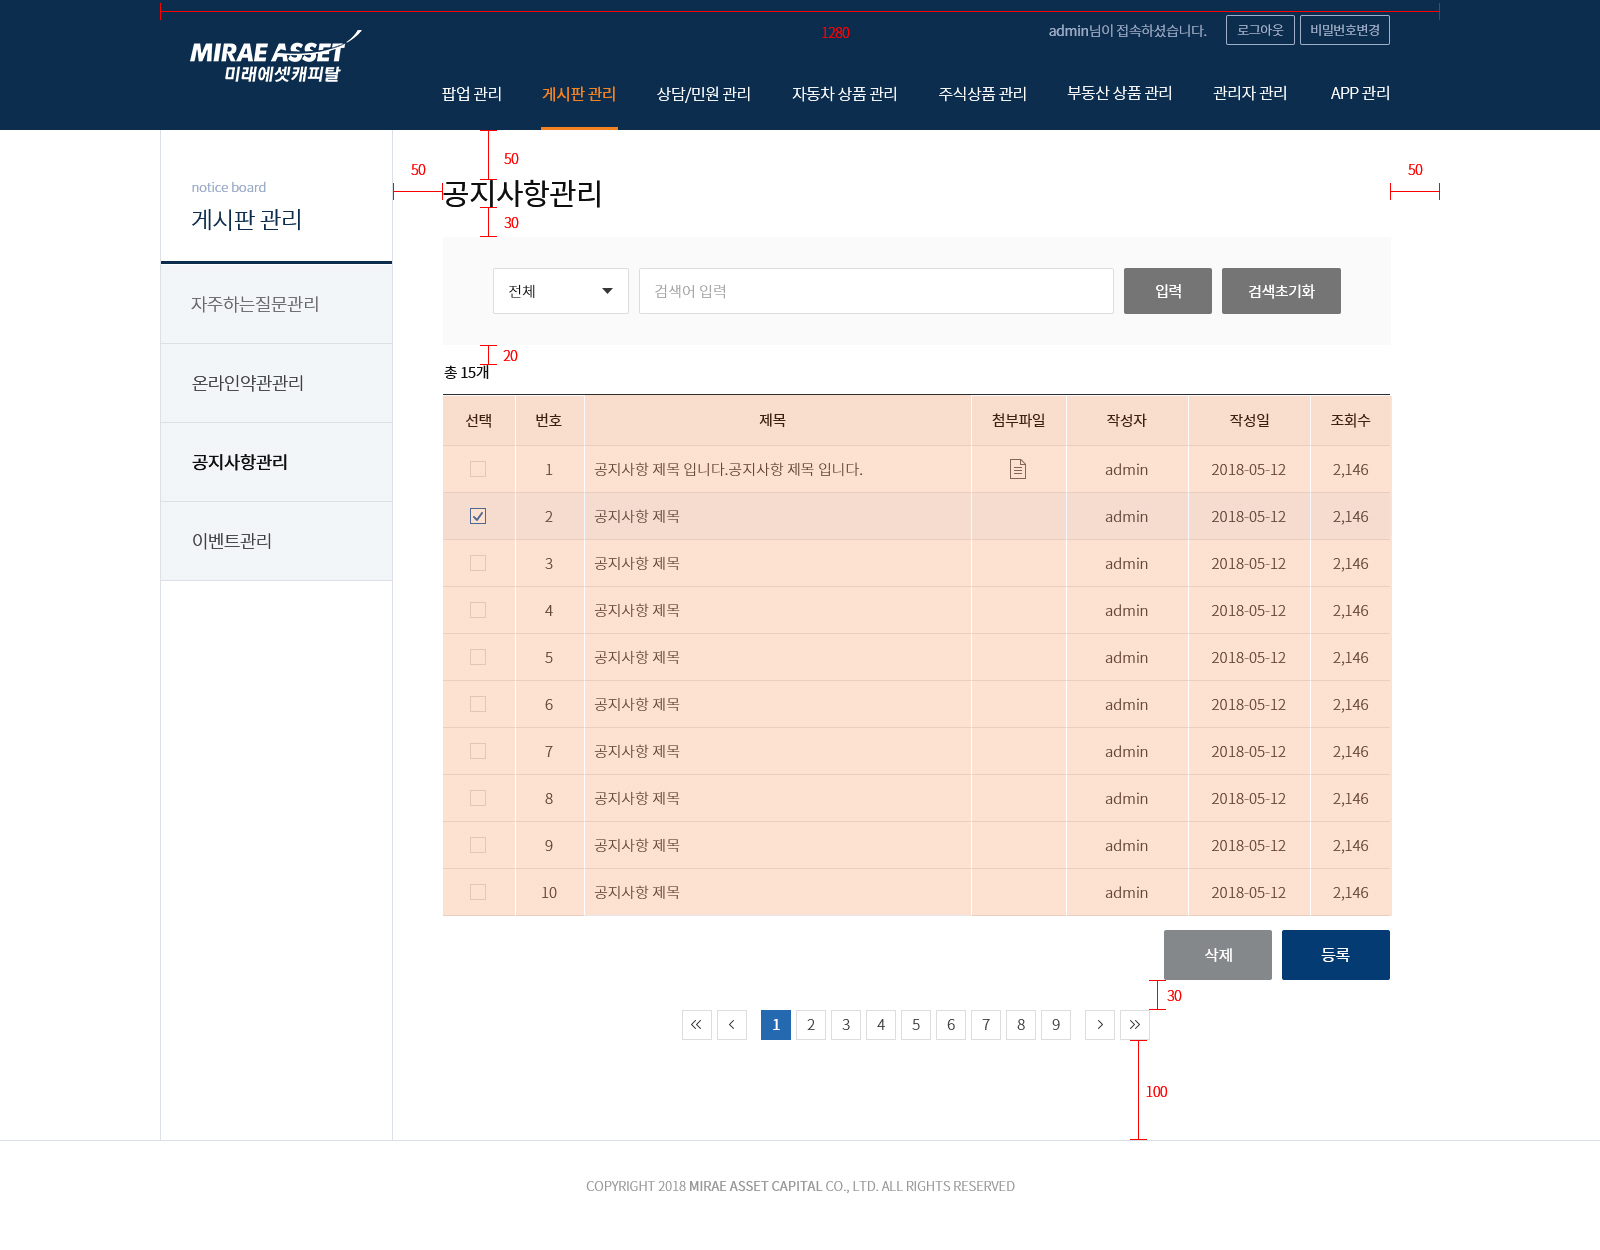 1280
admin님이 접속하셨습니다. 로그아웃 비밀번호변경
MIRAE ASSET
미래에셋캐피탈
팝업 관리 게시판 관리 상담/민원 관리 자동차 상품 관리 주식상품 관리 부동산 상품 관리 관리자 관리 APP 관리
50
50
50
notice board
게시판 관리
공지사항관리
30
자주하는질문관리
온라인약관관리
공지사항관리
이벤트관리
전체 검색어 입력 입력 검색초기화
20
총 15개
선택 번호 제목 첨부파일 작성자 작성일 조회수
1 공지사항 제목 입니다.공지사항 제목 입니다. admin 2018-05-12 2,146
2 공지사항 제목 admin 2018-05-12 2,146
3 공지사항 제목 admin 2018-05-12 2,146
4 공지사항 제목 admin 2018-05-12 2,146
5 공지사항 제목 admin 2018-05-12 2,146
6 공지사항 제목 admin 2018-05-12 2,146
7 공지사항 제목 admin 2018-05-12 2,146
8 공지사항 제목 admin 2018-05-12 2,146
9 공지사항 제목 admin 2018-05-12 2,146
10 공지사항 제목 admin 2018-05-12 2,146
삭제 등록
30
1 2 3 4 5 6 7 8 9
100
COPYRIGHT 2018 MIRAE ASSET CAPITAL CO., LTD. ALL RIGHTS RESERVED